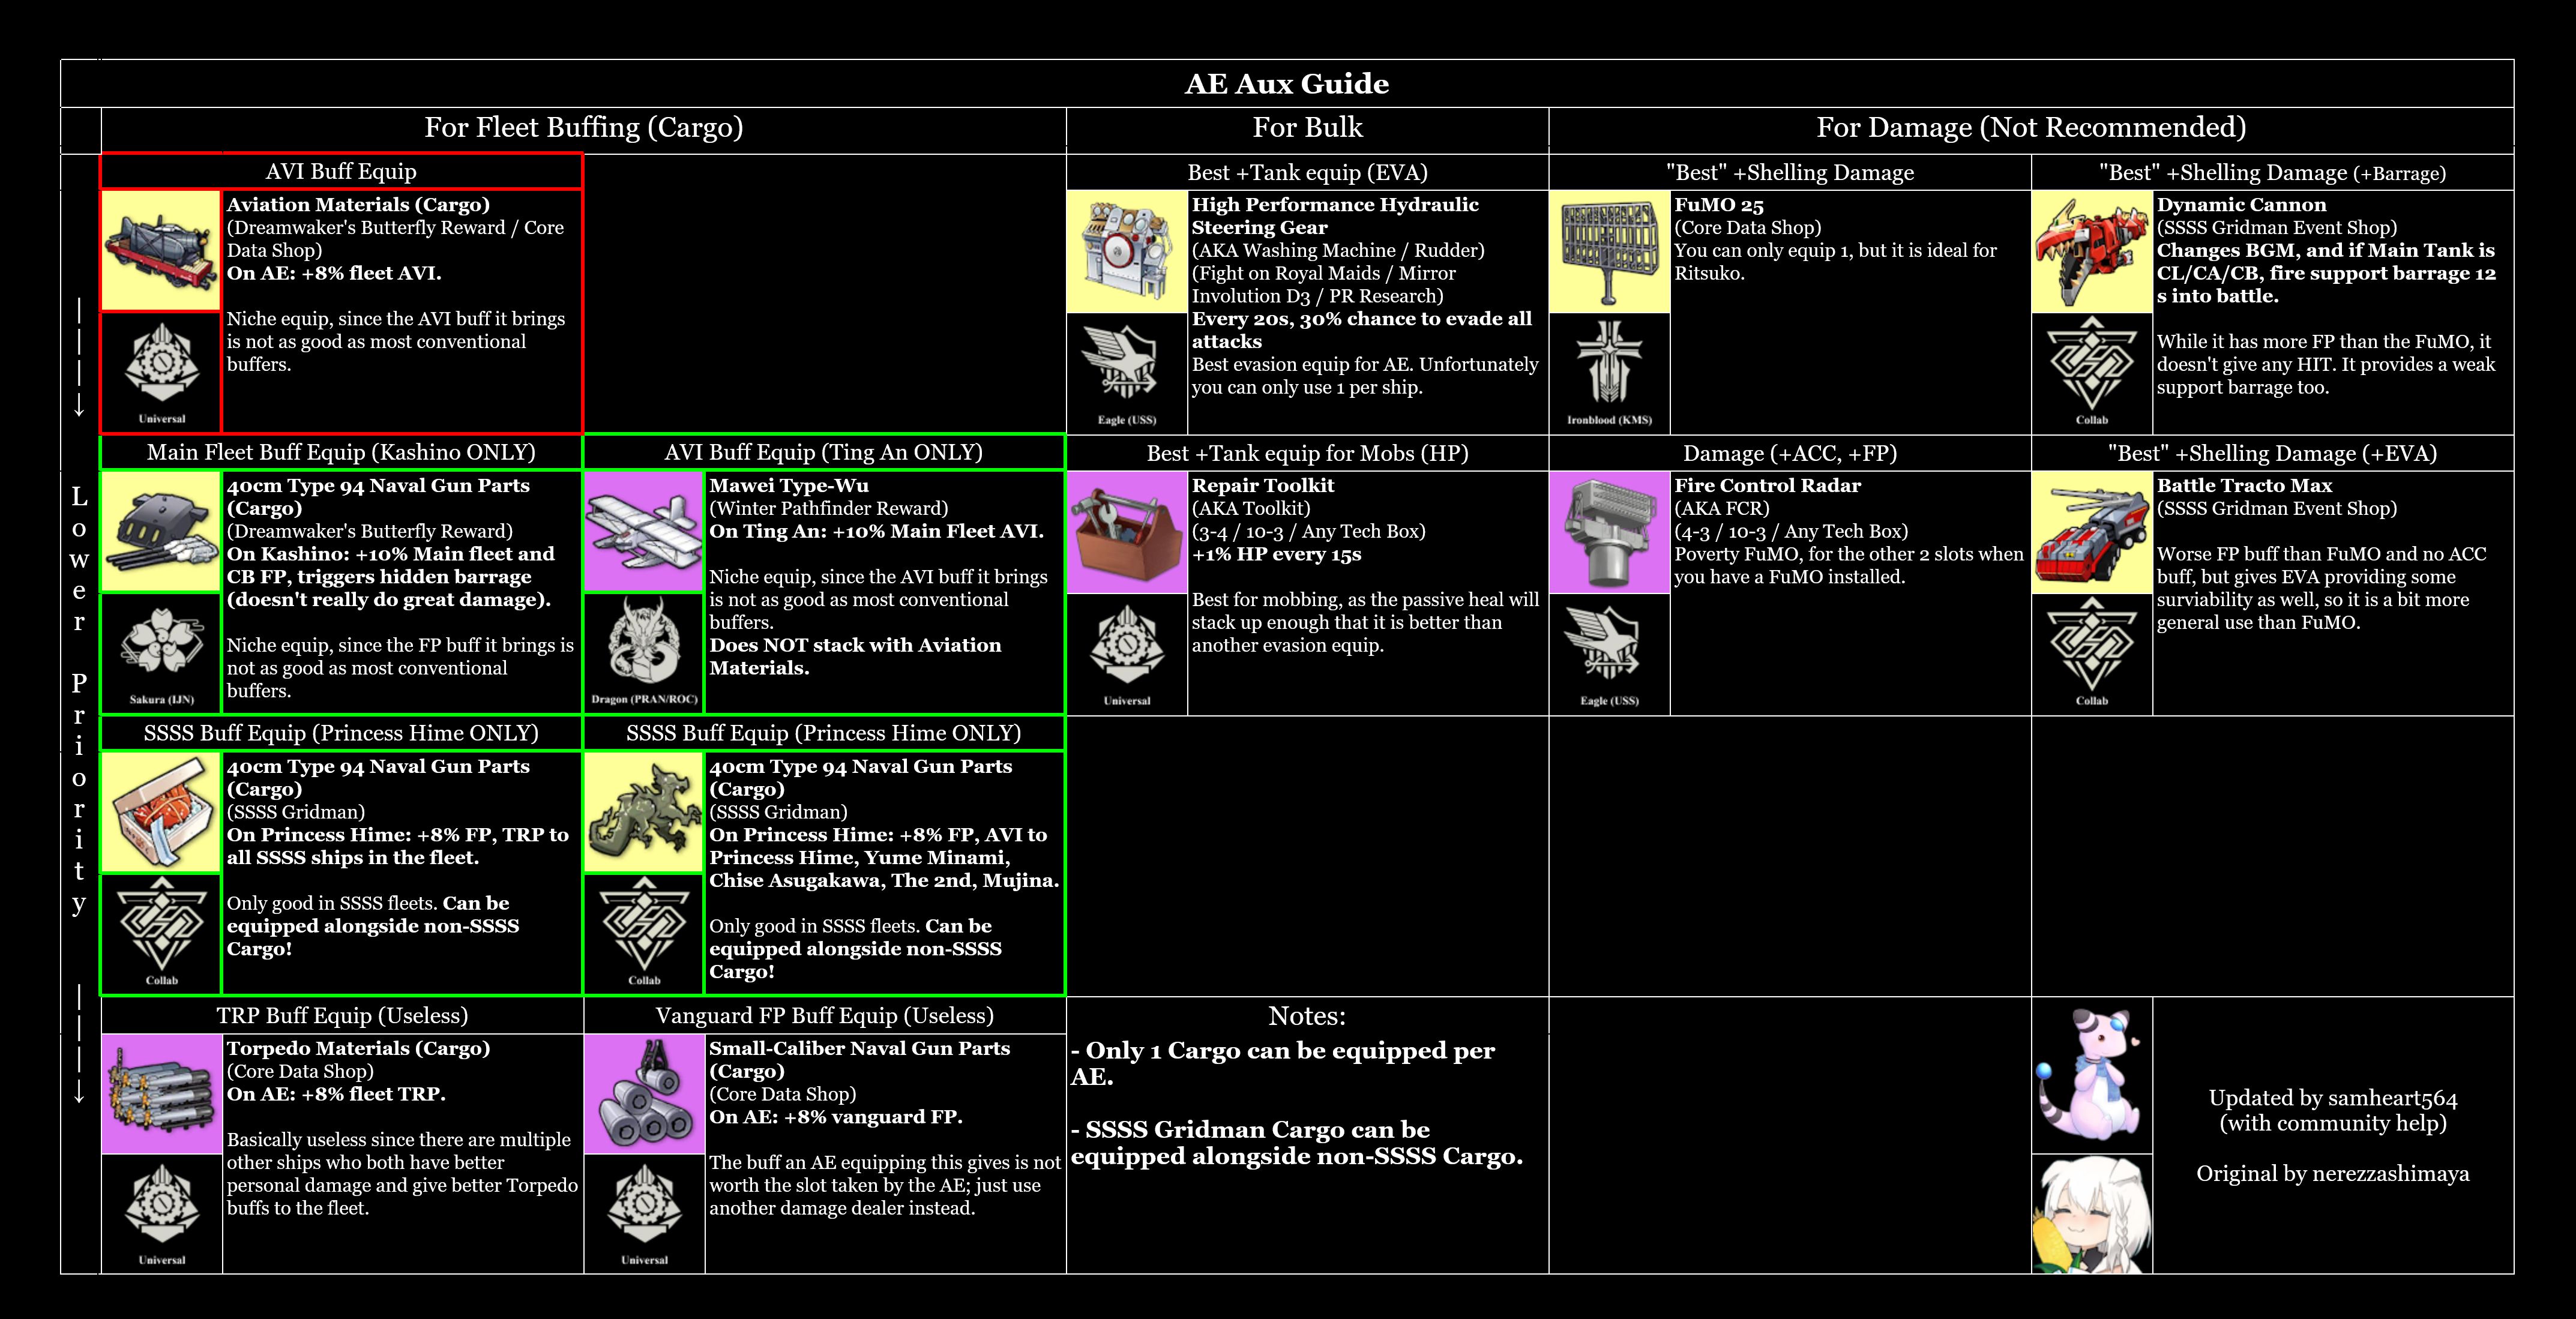 AE Aux Guide
For Fleet Buffing (Cargo)
For Bulk
For Damage (Not Recommended)
Lower Priority
AVI Buff Equip
Aviation Materials (Cargo)
(Dreamwaker's Butterfly Reward / Core
Data Shop)
On AE: +8% fleet AVI.
Niche equip, since the AVI buff it brings
is not as good as most conventional
buffers.
Universal
Best +Tank equip (EVA)
High Performance Hydraulic
Steering Gear
(AKA Washing Machine / Rudder)
(Fight on Royal Maids / Mirror
Involution D3 / PR Research)
Every 20s, 30% chance to evade all
attacks
Best evasion equip for AE. Unfortunately
you can only use 1 per ship.
Eagle (USS)
"Best" +Shelling Damage
FuMO 25
(Core Data Shop)
You can only equip 1, but it is ideal for
Ritsuko.
Ironblood (KMS)
"Best" +Shelling Damage (+Barrage)
Dynamic Cannon
(SSSS Gridman Event Shop)
Changes BGM, and if Main Tank is
CL/CA/CB, fire support barrage 12
s into battle.
While it has more FP than the FuMO, it
doesn't give any HIT. It provides a weak
support barrage too.
Collab
Main Fleet Buff Equip (Kashino ONLY)
40cm Type 94 Naval Gun Parts
(Cargo)
(Dreamwaker's Butterfly Reward)
On Kashino: +10% Main fleet and
CB FP, triggers hidden barrage
(doesn't really do great damage).
Niche equip, since the FP buff it brings is
not as good as most conventional
buffers.
Sakura (IJN)
AVI Buff Equip (Ting An ONLY)
Mawei Type-Wu
(Winter Pathfinder Reward)
On Ting An: +10% Main Fleet AVI.
Niche equip, since the AVI buff it brings
is not as good as most conventional
buffers.
Does NOT stack with Aviation
Materials.
Dragon (PRAN/ROC)
Best +Tank equip for Mobs (HP)
Repair Toolkit
(AKA Toolkit)
(3-4 / 10-3 / Any Tech Box)
+1% HP every 15s
Best for mobbing, as the passive heal will
stack up enough that it is better than
another evasion equip.
Universal
Damage (+ACC, +FP)
Fire Control Radar
(AKA FCR)
(4-3 / 10-3 / Any Tech Box)
Poverty FuMO, for the other 2 slots when
you have a FuMO installed.
Eagle (USS)
"Best" +Shelling Damage (+EVA)
Battle Tracto Max
(SSSS Gridman Event Shop)
Worse FP buff than FuMO and no ACC
buff, but gives EVA providing some
surviability as well, so it is a bit more
general use than FuMO.
Collab
SSSS Buff Equip (Princess Hime ONLY)
40cm Type 94 Naval Gun Parts
(Cargo)
(SSSS Gridman)
On Princess Hime: +8% FP, TRP to
all SSSS ships in the fleet.
Only good in SSSS fleets. Can be
equipped alongside non-SSSS
Cargo!
Collab
SSSS Buff Equip (Princess Hime ONLY)
40cm Type 94 Naval Gun Parts
(Cargo)
(SSSS Gridman)
On Princess Hime: +8% FP, AVI to
Princess Hime, Yume Minami,
Chise Asugakawa, The 2nd, Mujina.
Only good in SSSS fleets. Can be
equipped alongside non-SSSS
Cargo!
Collab
TRP Buff Equip (Useless)
Torpedo Materials (Cargo)
(Core Data Shop)
On AE: +8% fleet TRP.
Basically useless since there are multiple
other ships who both have better
personal damage and give better Torpedo
buffs to the fleet.
Universal
Vanguard FP Buff Equip (Useless)
Small-Caliber Naval Gun Parts
(Cargo)
(Core Data Shop)
On AE: +8% vanguard FP.
The buff an AE equipping this gives is not
worth the slot taken by the AE; just use
another damage dealer instead.
Universal
Notes:
- Only 1 Cargo can be equipped per
AE.
- SSSS Gridman Cargo can be
equipped alongside non-SSSS Cargo.
Updated by samheart564
(with community help)
Original by nerezzashimaya